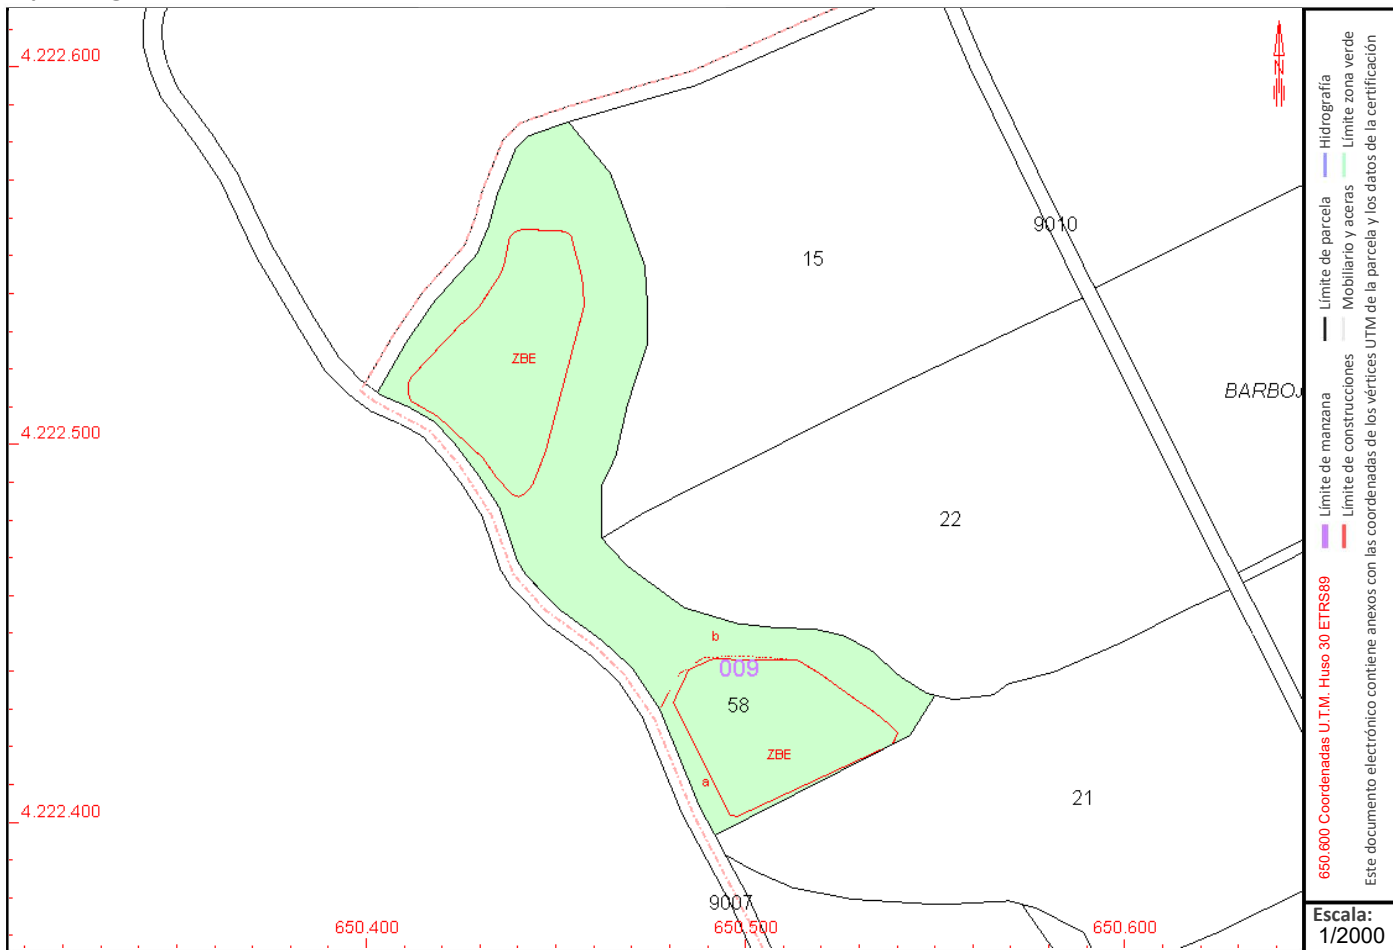 4.222.600
9010
15
ZBE
BARBOJ
4.222.500
22
b
009
58
ZBE
a
21
4.222.400
9007
650.400
650.500
650.600
650.600 Coordenadas U.T.M. Huso 30 ETRS89
Límite de manzana
Límite de parcela
Hidrografía
Límite de construcciones
Mobiliario y aceras
Límite zona verde
Este documento electrónico contiene anexos con las coordenadas de los vértices UTM de la parcela y los datos de la certificación
Escala:
1/2000